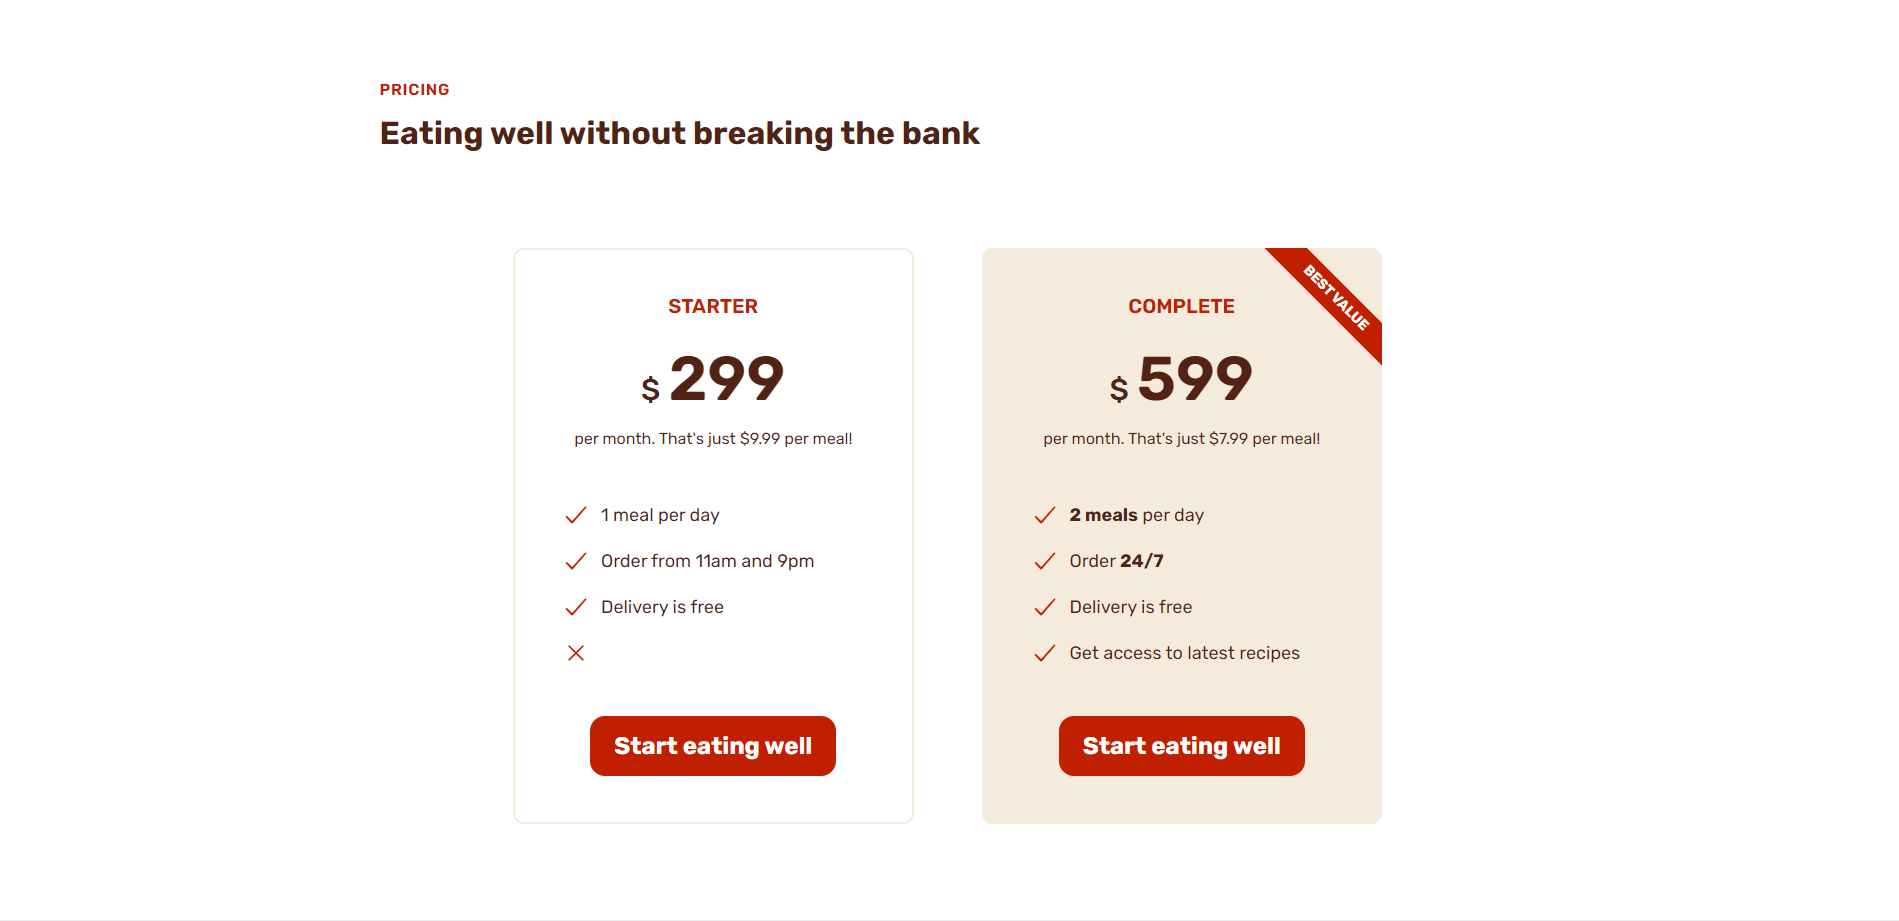 PRICING
Eating well without breaking the bank
STARTER
$ 299
per month. That's just $9.99 per meal!
1 meal per day
Order from 11am and 9pm
Delivery is free
Start eating well
BEST VALUE
COMPLETE
$ 599
per month. That's just $7.99 per meal!
2 meals per day
Order 24/7
Delivery is free
Get access to latest recipes
Start eating well